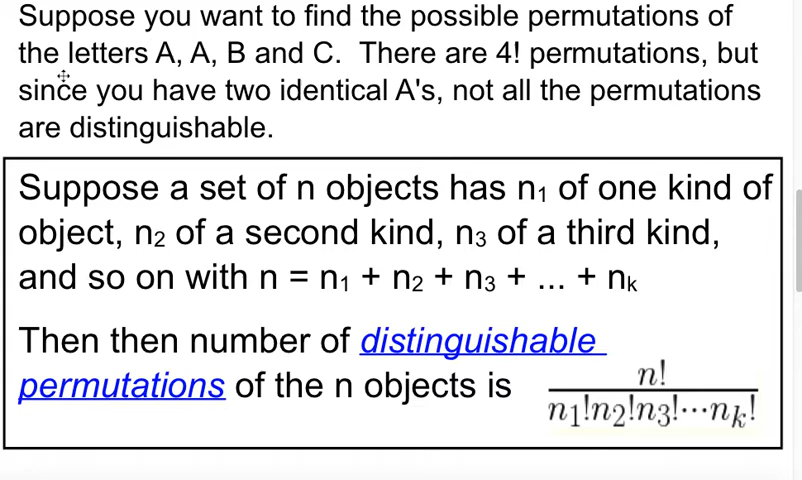 Suppose you want to find the possible permutations of
the letters A, A, B and C.  There are 4! permutations, but
since you have two identical A's, not all the permutations
are distinguishable.
Suppose a set of n objects has n₁ of one kind of
object, n₂ of a second kind, n₃ of a third kind,
and so on with n = n₁ + n₂ + n₃ + ... + nₖ
Then then number of distinguishable
permutations of the n objects is
n!
n₁!n₂!n₃!···nₖ!